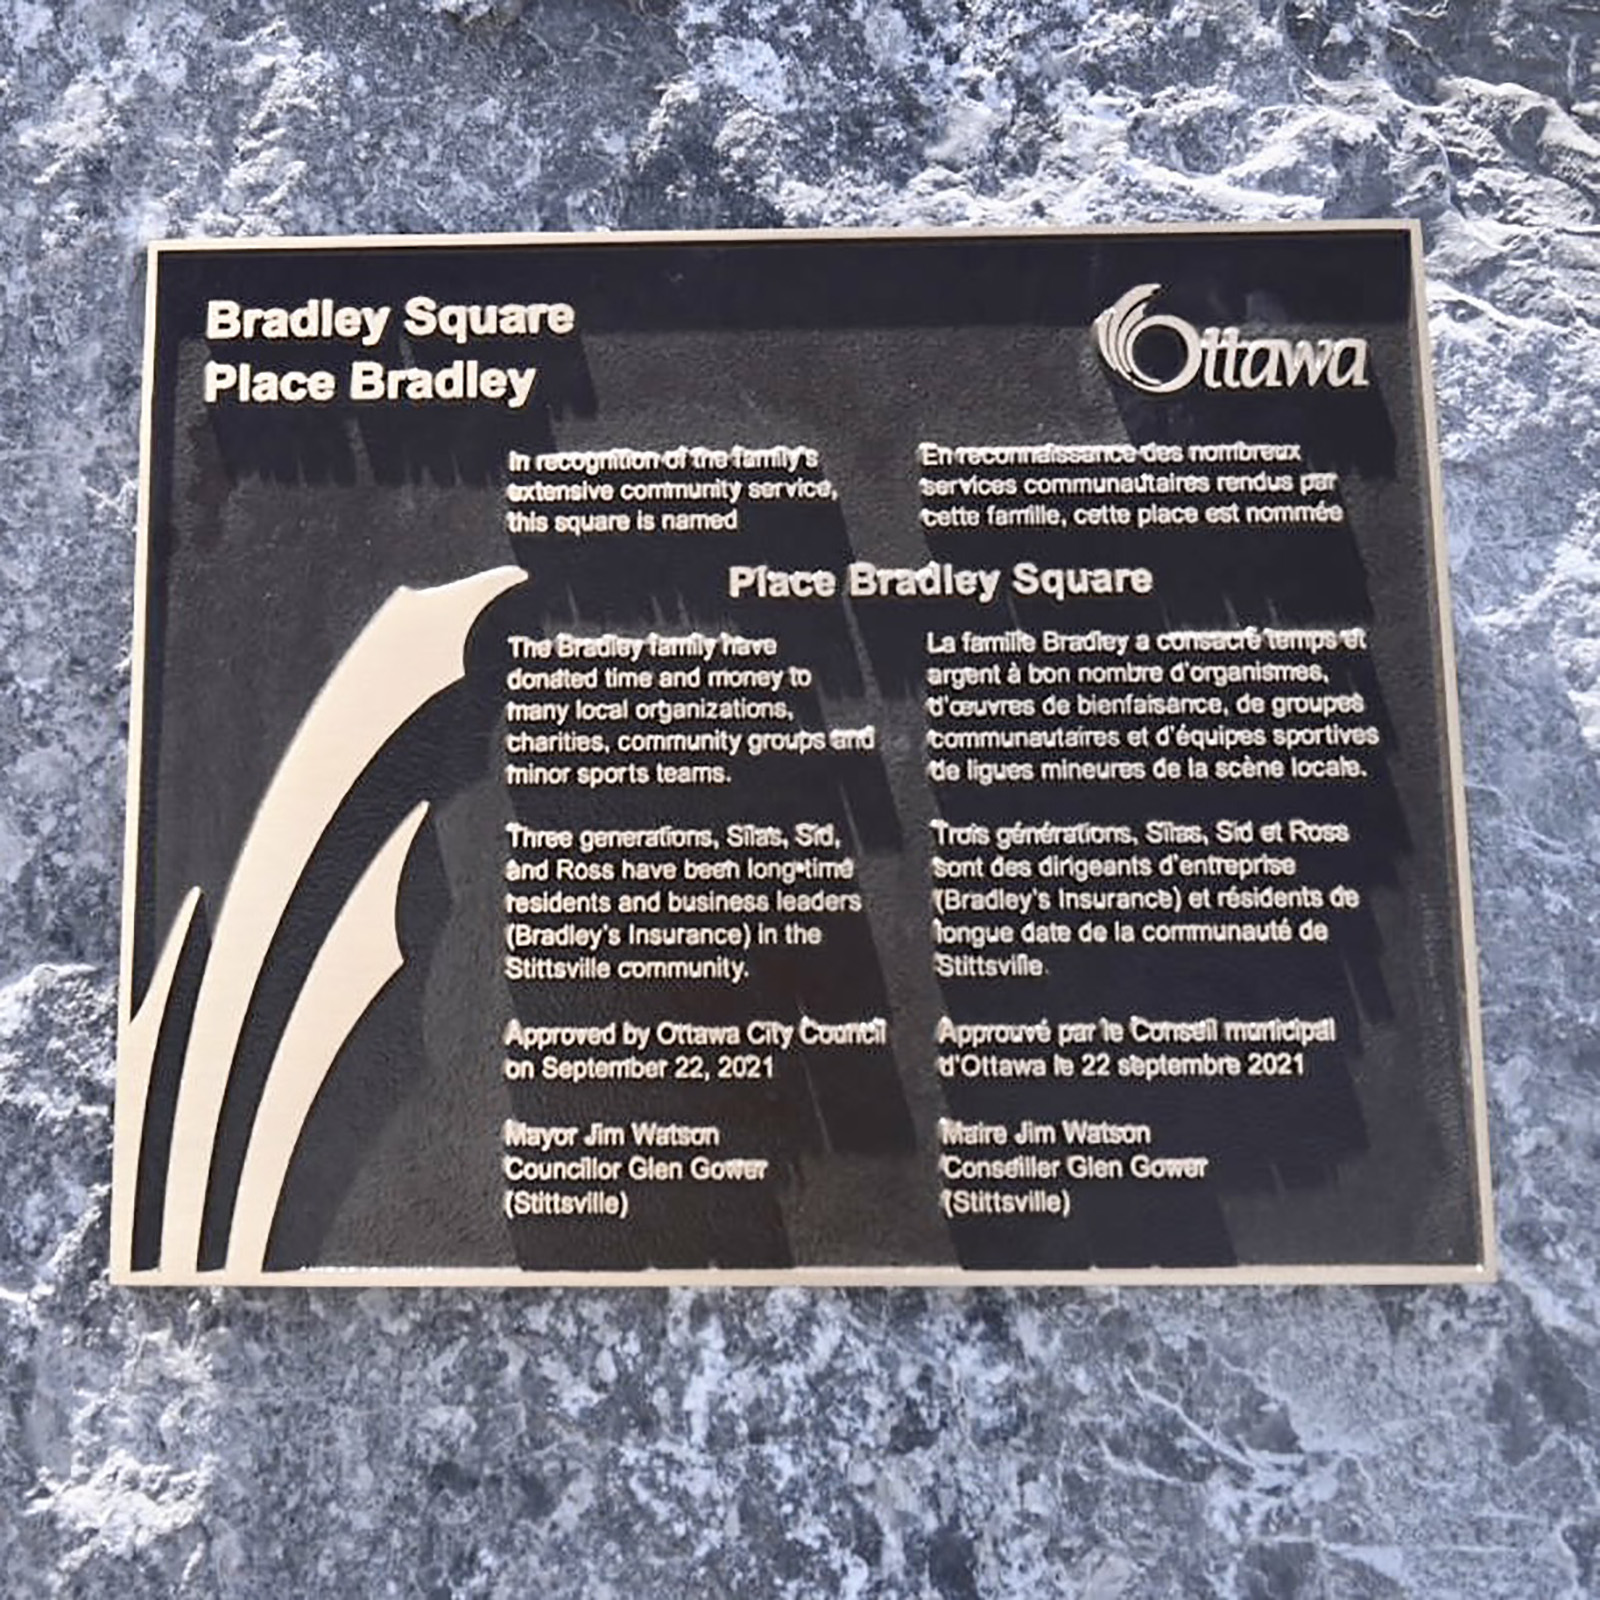 Bradley Square
Place Bradley
Ottawa
In recognition of the family's
extensive community service,
this square is named
En reconnaissance des nombreux
services communautaires rendus par
cette famille, cette place est nommée
Place Bradley Square
The Bradley family have
donated time and money to
many local organizations,
charities, community groups and
minor sports teams.
La famille Bradley a consacré temps et
argent à bon nombre d'organismes,
d'œuvres de bienfaisance, de groupes
communautaires et d'équipes sportives
de ligues mineures de la scène locale.
Three generations, Silas, Sid,
and Ross have been long-time
residents and business leaders
(Bradley's Insurance) in the
Stittsville community.
Trois générations, Silas, Sid et Ross
sont des dirigeants d'entreprise
(Bradley's Insurance) et résidents de
longue date de la communauté de
Stittsville.
Approved by Ottawa City Council
on September 22, 2021
Approuvé par le Conseil municipal
d'Ottawa le 22 septembre 2021
Mayor Jim Watson
Councillor Glen Gower
(Stittsville)
Maire Jim Watson
Conseiller Glen Gower
(Stittsville)